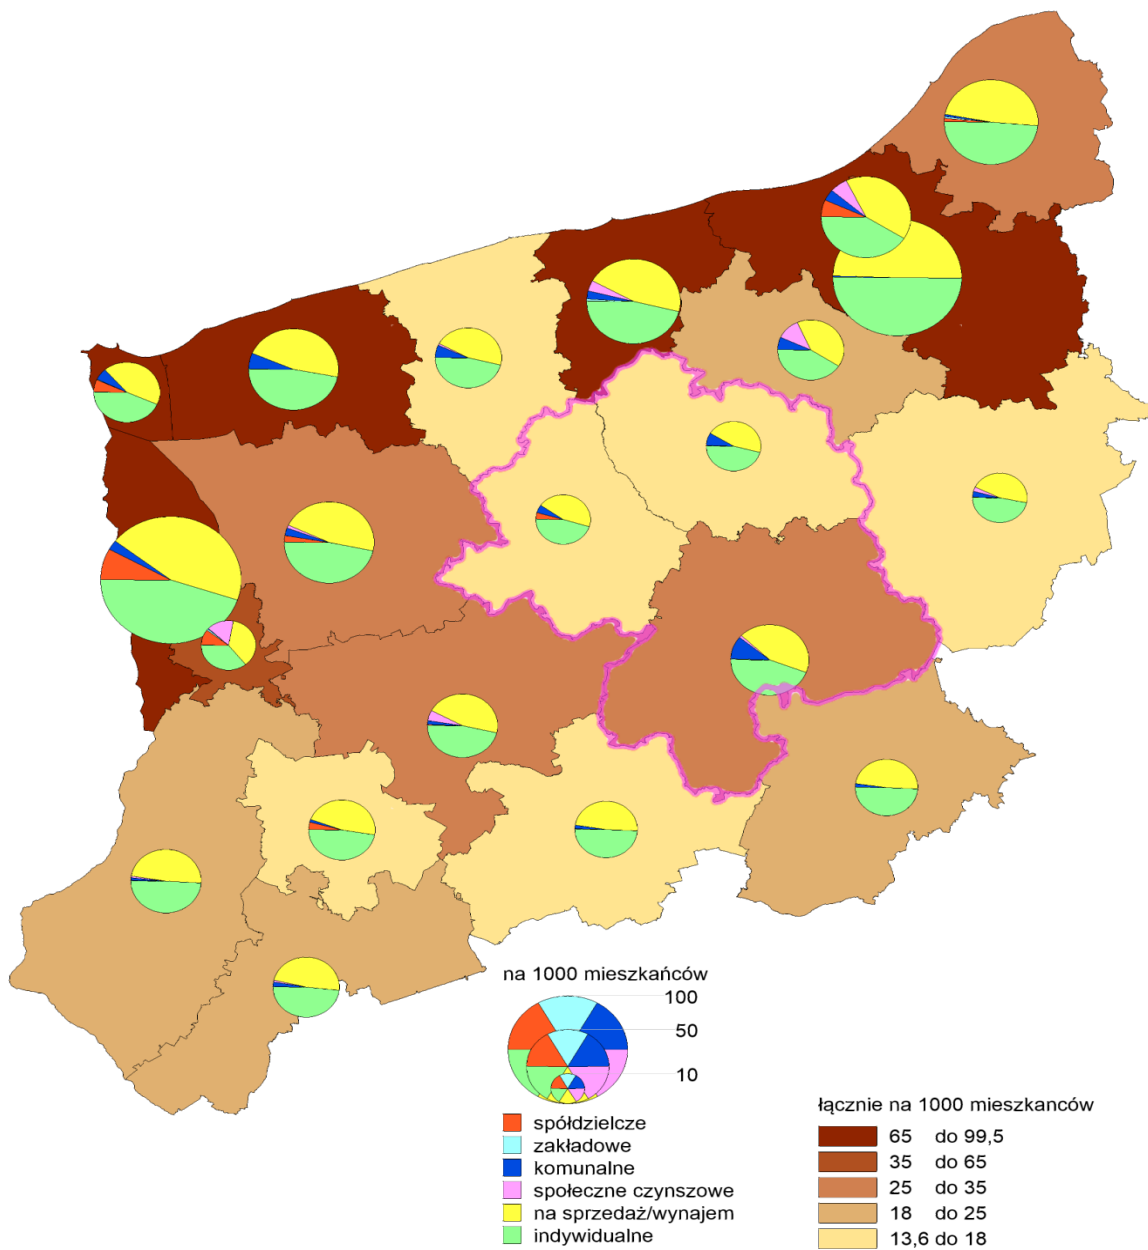 na 1000 mieszkańców
100
50
10
spółdzielcze
zakładowe
komunalne
społeczne czynszowe
na sprzedaż/wynajem
indywidualne
łącznie na 1000 mieszkanców
65 do 99,5
35 do 65
25 do 35
18 do 25
13,6 do 18